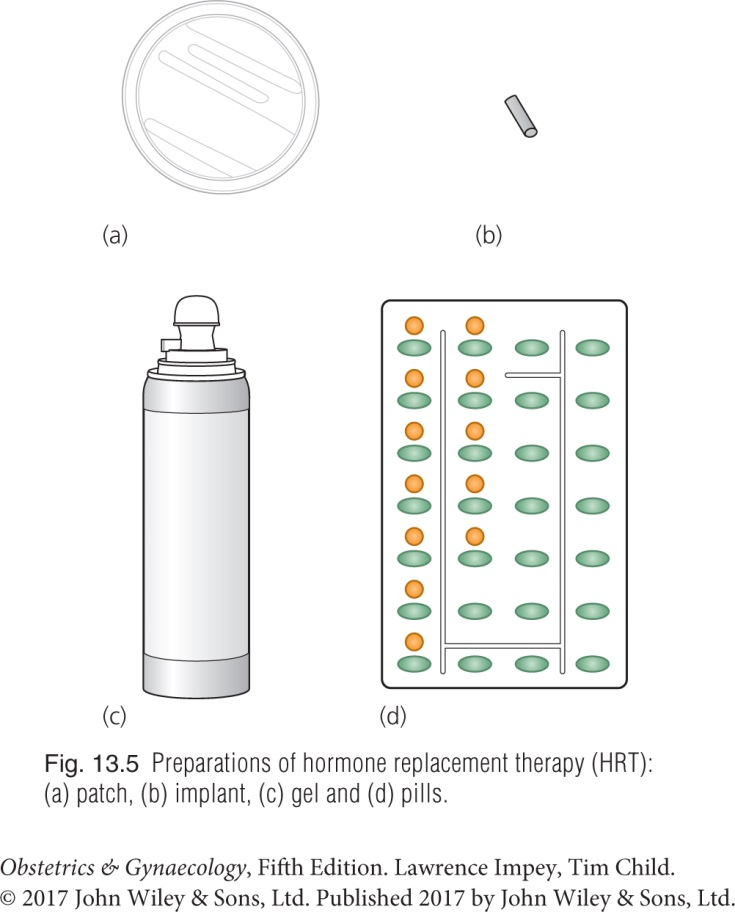 (a)
(b)
(c)
(d)
Fig. 13.5 Preparations of hormone replacement therapy (HRT):
(a) patch, (b) implant, (c) gel and (d) pills.
Obstetrics & Gynaecology, Fifth Edition. Lawrence Impey, Tim Child.
© 2017 John Wiley & Sons, Ltd. Published 2017 by John Wiley & Sons, Ltd.